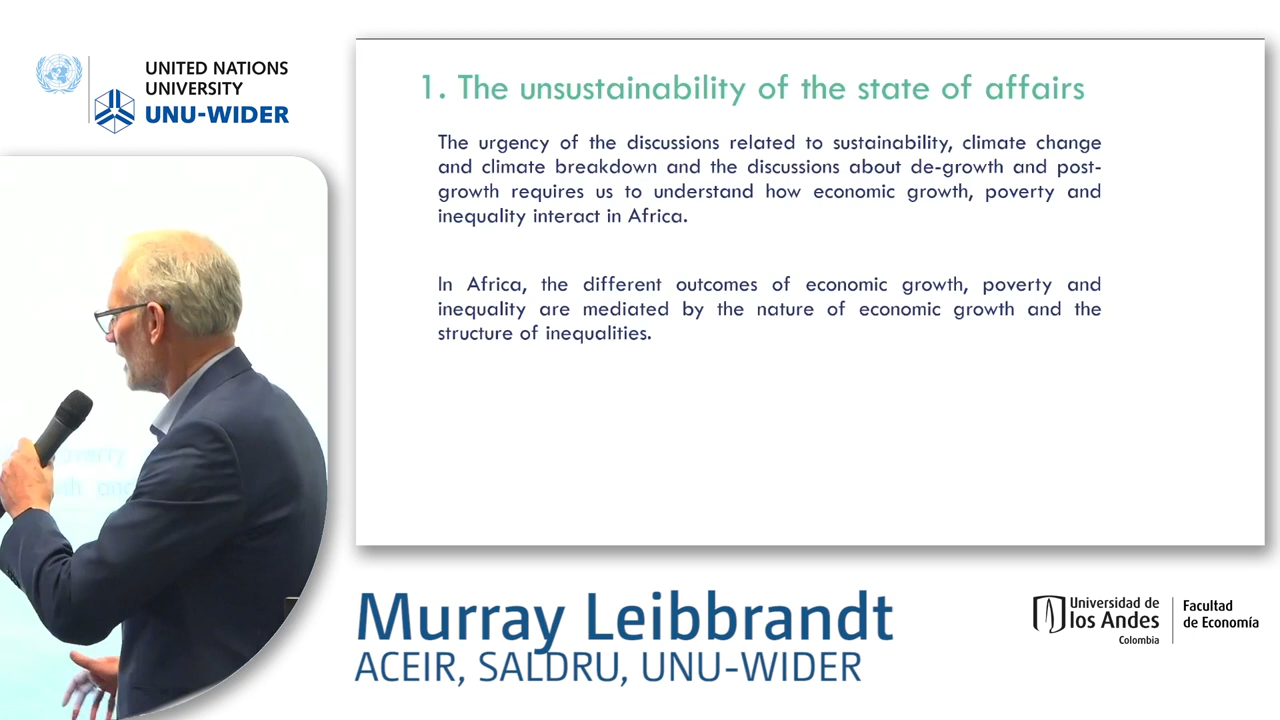 UNITED NATIONS
UNIVERSITY
UNU-WIDER
1. The unsustainability of the state of affairs
The urgency of the discussions related to sustainability, climate change
and climate breakdown and the discussions about de-growth and post-
growth requires us to understand how economic growth, poverty and
inequality interact in Africa.
In Africa, the different outcomes of economic growth, poverty and
inequality are mediated by the nature of economic growth and the
structure of inequalities.
poverty
Murray Leibbrandt
ACEIR, SALDRU, UNU-WIDER
Universidad de
los Andes
Colombia
Facultad
de Economía